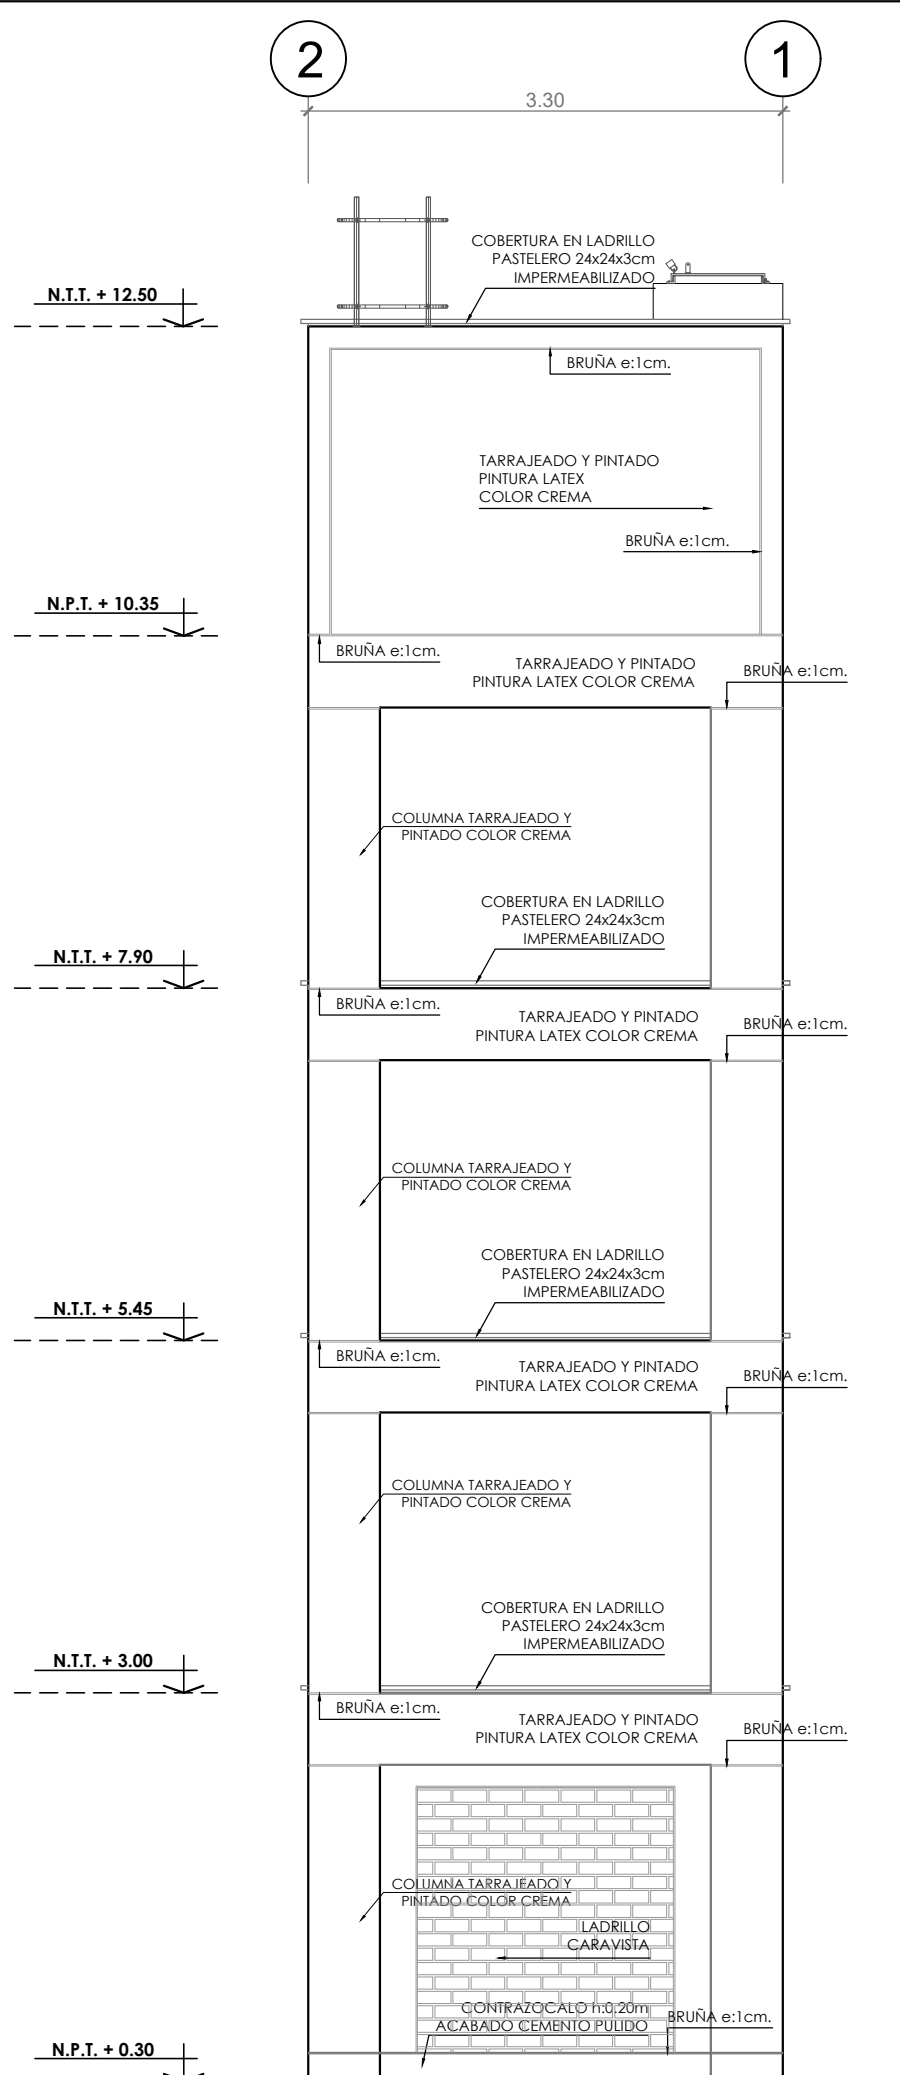 2
1
3.30
COBERTURA EN LADRILLO
PASTELERO 24x24x3cm
IMPERMEABILIZADO
N.T.T. + 12.50
BRUÑA e:1cm.
TARRAJEADO Y PINTADO
PINTURA LATEX
COLOR CREMA
BRUÑA e:1cm.
N.P.T. + 10.35
BRUÑA e:1cm.
TARRAJEADO Y PINTADO
PINTURA LATEX COLOR CREMA
BRUÑA e:1cm.
COLUMNA TARRAJEADO Y
PINTADO COLOR CREMA
COBERTURA EN LADRILLO
PASTELERO 24x24x3cm
IMPERMEABILIZADO
N.T.T. + 7.90
BRUÑA e:1cm.
TARRAJEADO Y PINTADO
PINTURA LATEX COLOR CREMA
BRUÑA e:1cm.
COLUMNA TARRAJEADO Y
PINTADO COLOR CREMA
COBERTURA EN LADRILLO
PASTELERO 24x24x3cm
IMPERMEABILIZADO
N.T.T. + 5.45
BRUÑA e:1cm.
TARRAJEADO Y PINTADO
PINTURA LATEX COLOR CREMA
BRUÑA e:1cm.
COLUMNA TARRAJEADO Y
PINTADO COLOR CREMA
COBERTURA EN LADRILLO
PASTELERO 24x24x3cm
IMPERMEABILIZADO
N.T.T. + 3.00
BRUÑA e:1cm.
TARRAJEADO Y PINTADO
PINTURA LATEX COLOR CREMA
BRUÑA e:1cm.
COLUMNA TARRAJEADO Y
PINTADO COLOR CREMA
LADRILLO
CARAVISTA
CONTRAZOCALO h:0.20m
ACABADO CEMENTO PULIDO
BRUÑA e:1cm.
N.P.T. + 0.30